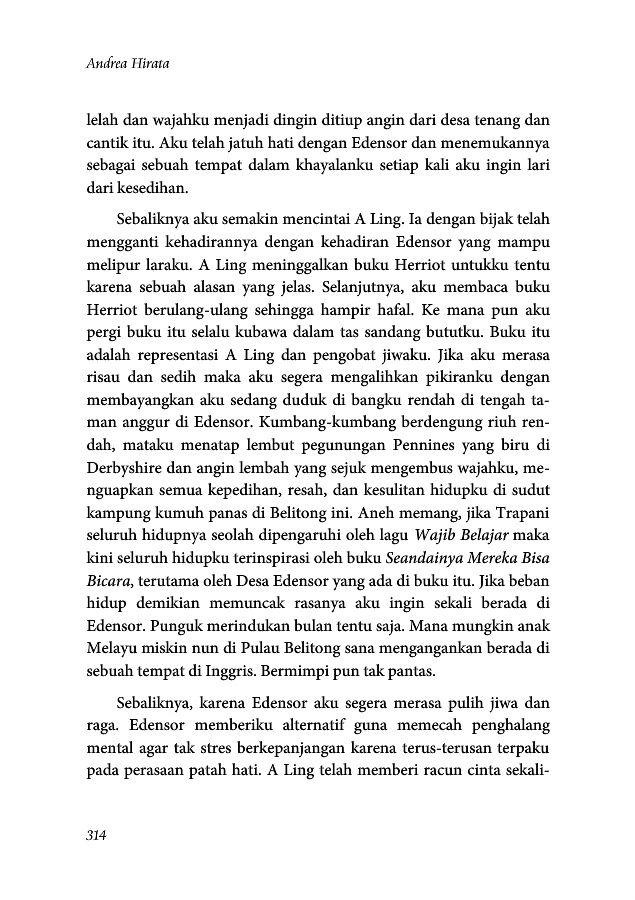 Andrea Hirata
lelah dan wajahku menjadi dingin ditiup angin dari desa tenang dan
cantik itu. Aku telah jatuh hati dengan Edensor dan menemukannya
sebagai sebuah tempat dalam khayalanku setiap kali aku ingin lari
dari kesedihan.
Sebaliknya aku semakin mencintai A Ling. Ia dengan bijak telah
mengganti kehadirannya dengan kehadiran Edensor yang mampu
melipur laraku. A Ling meninggalkan buku Herriot untukku tentu
karena sebuah alasan yang jelas. Selanjutnya, aku membaca buku
Herriot berulang-ulang sehingga hampir hafal. Ke mana pun aku
pergi buku itu selalu kubawa dalam tas sandang bututku. Buku itu
adalah representasi A Ling dan pengobat jiwaku. Jika aku merasa
risau dan sedih maka aku segera mengalihkan pikiranku dengan
membayangkan aku sedang duduk di bangku rendah di tengah ta-
man anggur di Edensor. Kumbang-kumbang berdengung riuh ren-
dah, mataku menatap lembut pegunungan Pennines yang biru di
Derbyshire dan angin lembah yang sejuk mengembus wajahku, me-
nguapkan semua kepedihan, resah, dan kesulitan hidupku di sudut
kampung kumuh panas di Belitong ini. Aneh memang, jika Trapani
seluruh hidupnya seolah dipengaruhi oleh lagu Wajib Belajar maka
kini seluruh hidupku terinspirasi oleh buku Seandainya Mereka Bisa
Bicara, terutama oleh Desa Edensor yang ada di buku itu. Jika beban
hidup demikian memuncak rasanya aku ingin sekali berada di
Edensor. Punguk merindukan bulan tentu saja. Mana mungkin anak
Melayu miskin nun di Pulau Belitong sana mengangankan berada di
sebuah tempat di Inggris. Bermimpi pun tak pantas.
Sebaliknya, karena Edensor aku segera merasa pulih jiwa dan
raga. Edensor memberiku alternatif guna memecah penghalang
mental agar tak stres berkepanjangan karena terus-terusan terpaku
pada perasaan patah hati. A Ling telah memberi racun cinta sekali-
314